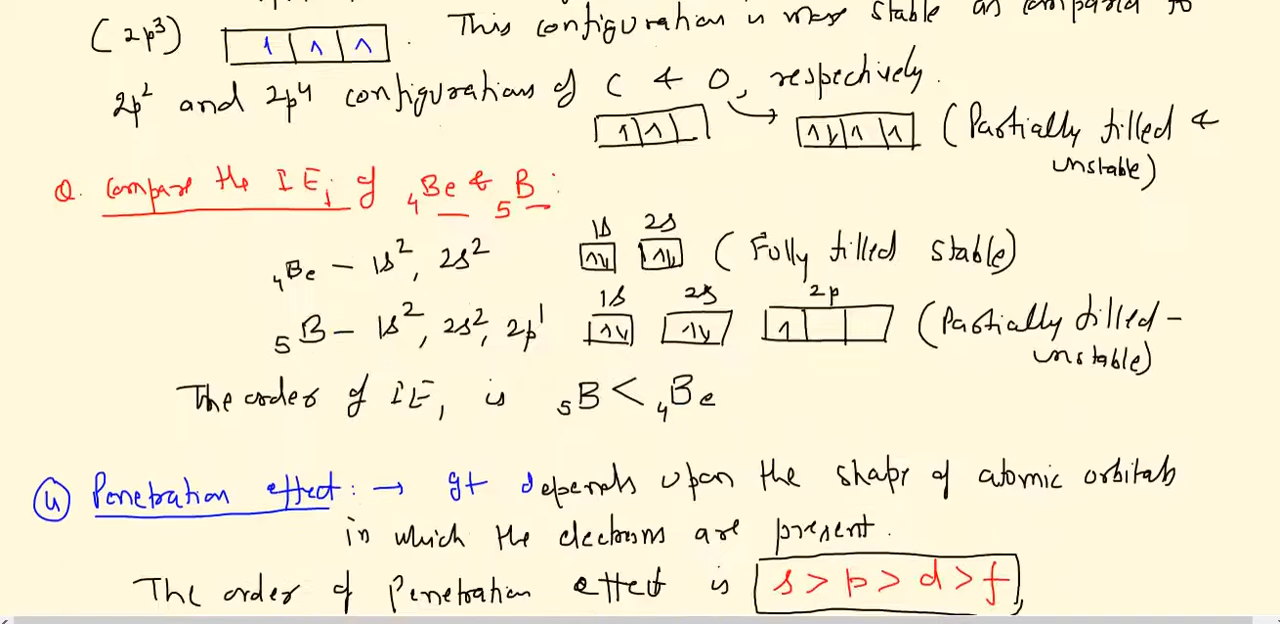 This configuration is more stable as compared to
(2p³) 1 1 1 .
2p² and 2p4 configurations of C & O, respectively.
(Partially filled & unstable)
Q. Compare the IE₁ of ₄Be & ₅B :
1s 2s
₄Be – 1s², 2s² (Fully filled stable)
1s 2s 2p
₅B – 1s², 2s², 2p¹ (Partially filled – unstable)
The order of IE₁ is ₅B < ₄Be
(4) Penetration effect: → It depends upon the shape of atomic orbitals
in which the electrons are present.
The order of Penetration effect is s > p > d > f,